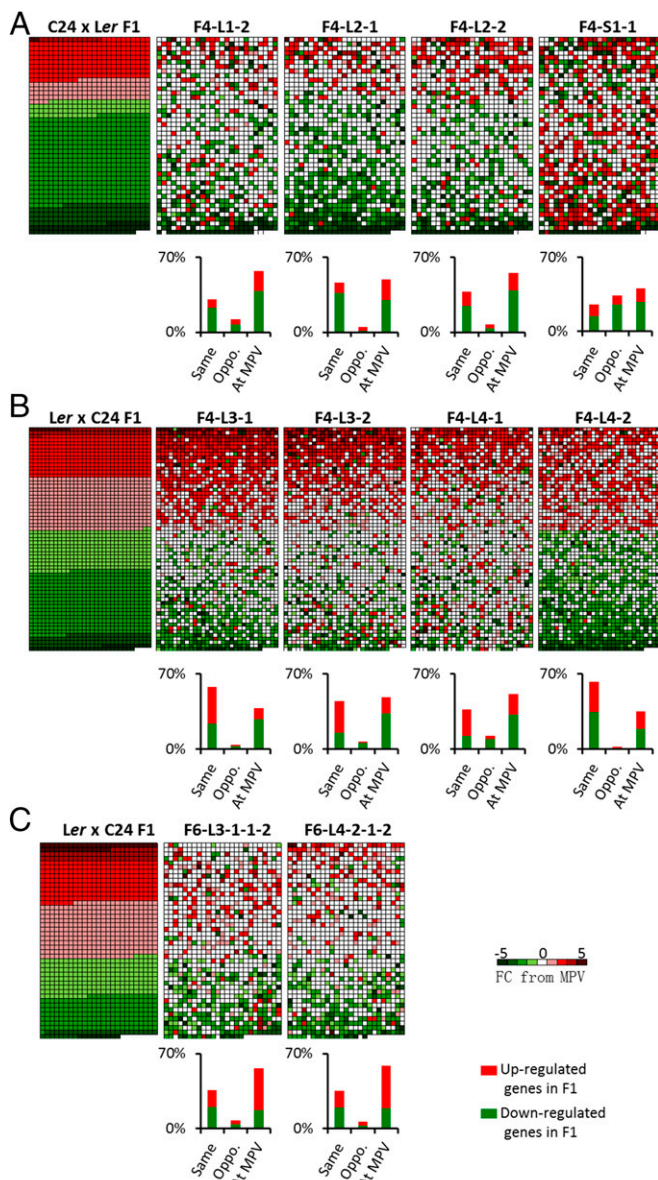 A
C24 x Ler F1 F4-L1-2 F4-L2-1 F4-L2-2 F4-S1-1
70% 70% 70% 70%
0% 0% 0% 0%
Same Oppo. At MPV Same Oppo. At MPV Same Oppo. At MPV Same Oppo. At MPV
B
Ler x C24 F1 F4-L3-1 F4-L3-2 F4-L4-1 F4-L4-2
70% 70% 70% 70%
0% 0% 0% 0%
Same Oppo. At MPV Same Oppo. At MPV Same Oppo. At MPV Same Oppo. At MPV
C
Ler x C24 F1 F6-L3-1-1-2 F6-L4-2-1-2
-5 0 5
FC from MPV
70% 70%
0% 0%
Same Oppo. At MPV Same Oppo. At MPV
Up-regulated
genes in F1
Down-regulated
genes in F1